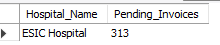 Hospital_Name Pending_Invoices
ESIC Hospital 313